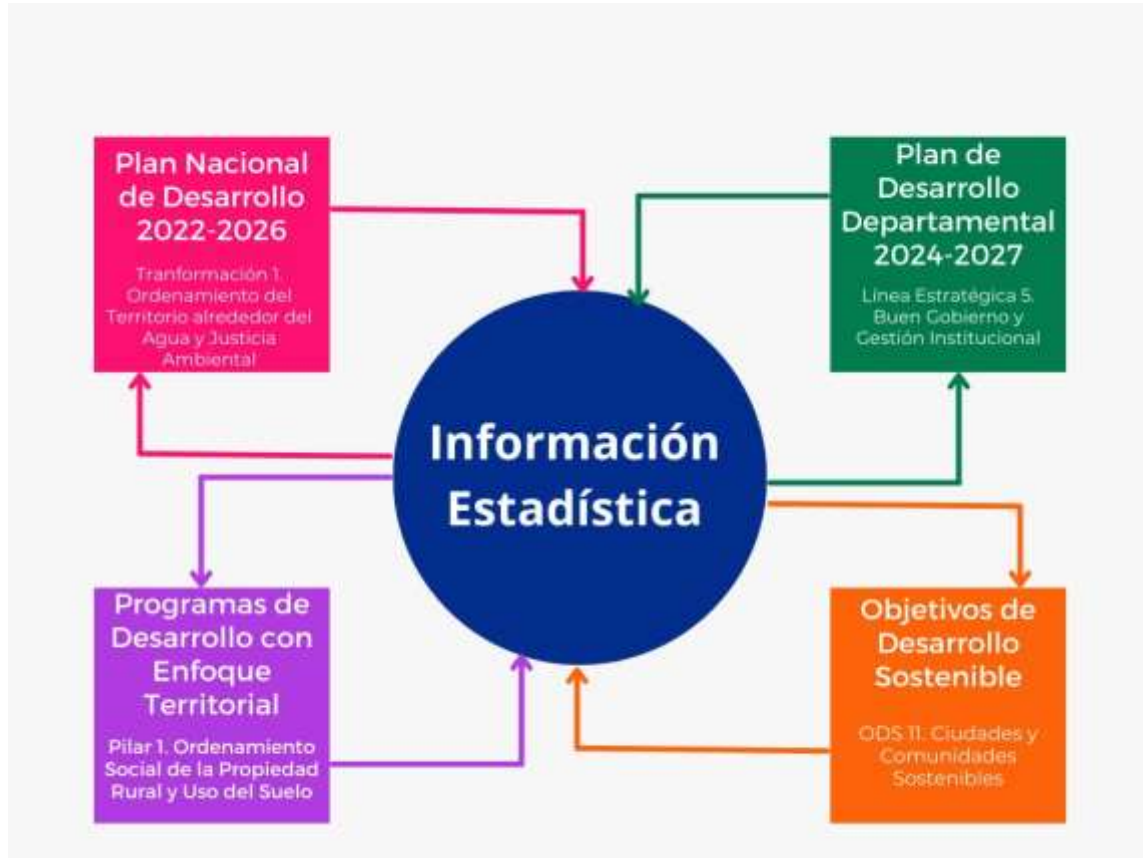 Plan Nacional
de Desarrollo
2022-2026
Tranformación 1.
Ordenamiento del
Territorio alrededor del
Agua y Justicia
Ambiental
Plan de
Desarrollo
Departamental
2024-2027
Línea Estratégica 5.
Buen Gobierno y
Gestión Institucional
Información
Estadística
Programas de
Desarrollo con
Enfoque
Territorial
Pilar 1. Ordenamiento
Social de la Propiedad
Rural y Uso del Suelo
Objetivos de
Desarrollo
Sostenible
ODS 11. Ciudades y
Comunidades
Sostenibles